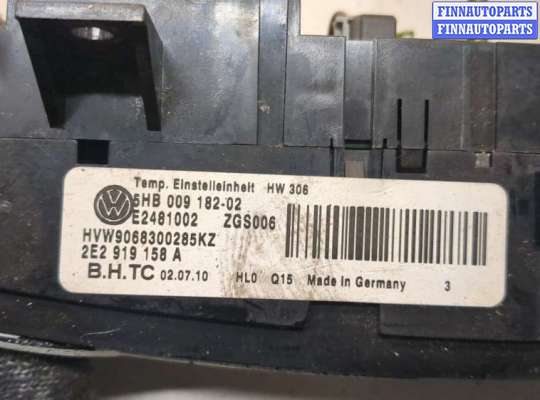 FINNAUTOPARTS
FINNAUTOPARTS
Temp. Einstelleinheit HW 306
5HB 009 182-02
E2481002 ZGS006
HVW9068300285KZ
2E2 919 158 A
B.H.TC 02.07.10 HL0 Q15 Made in Germany 3